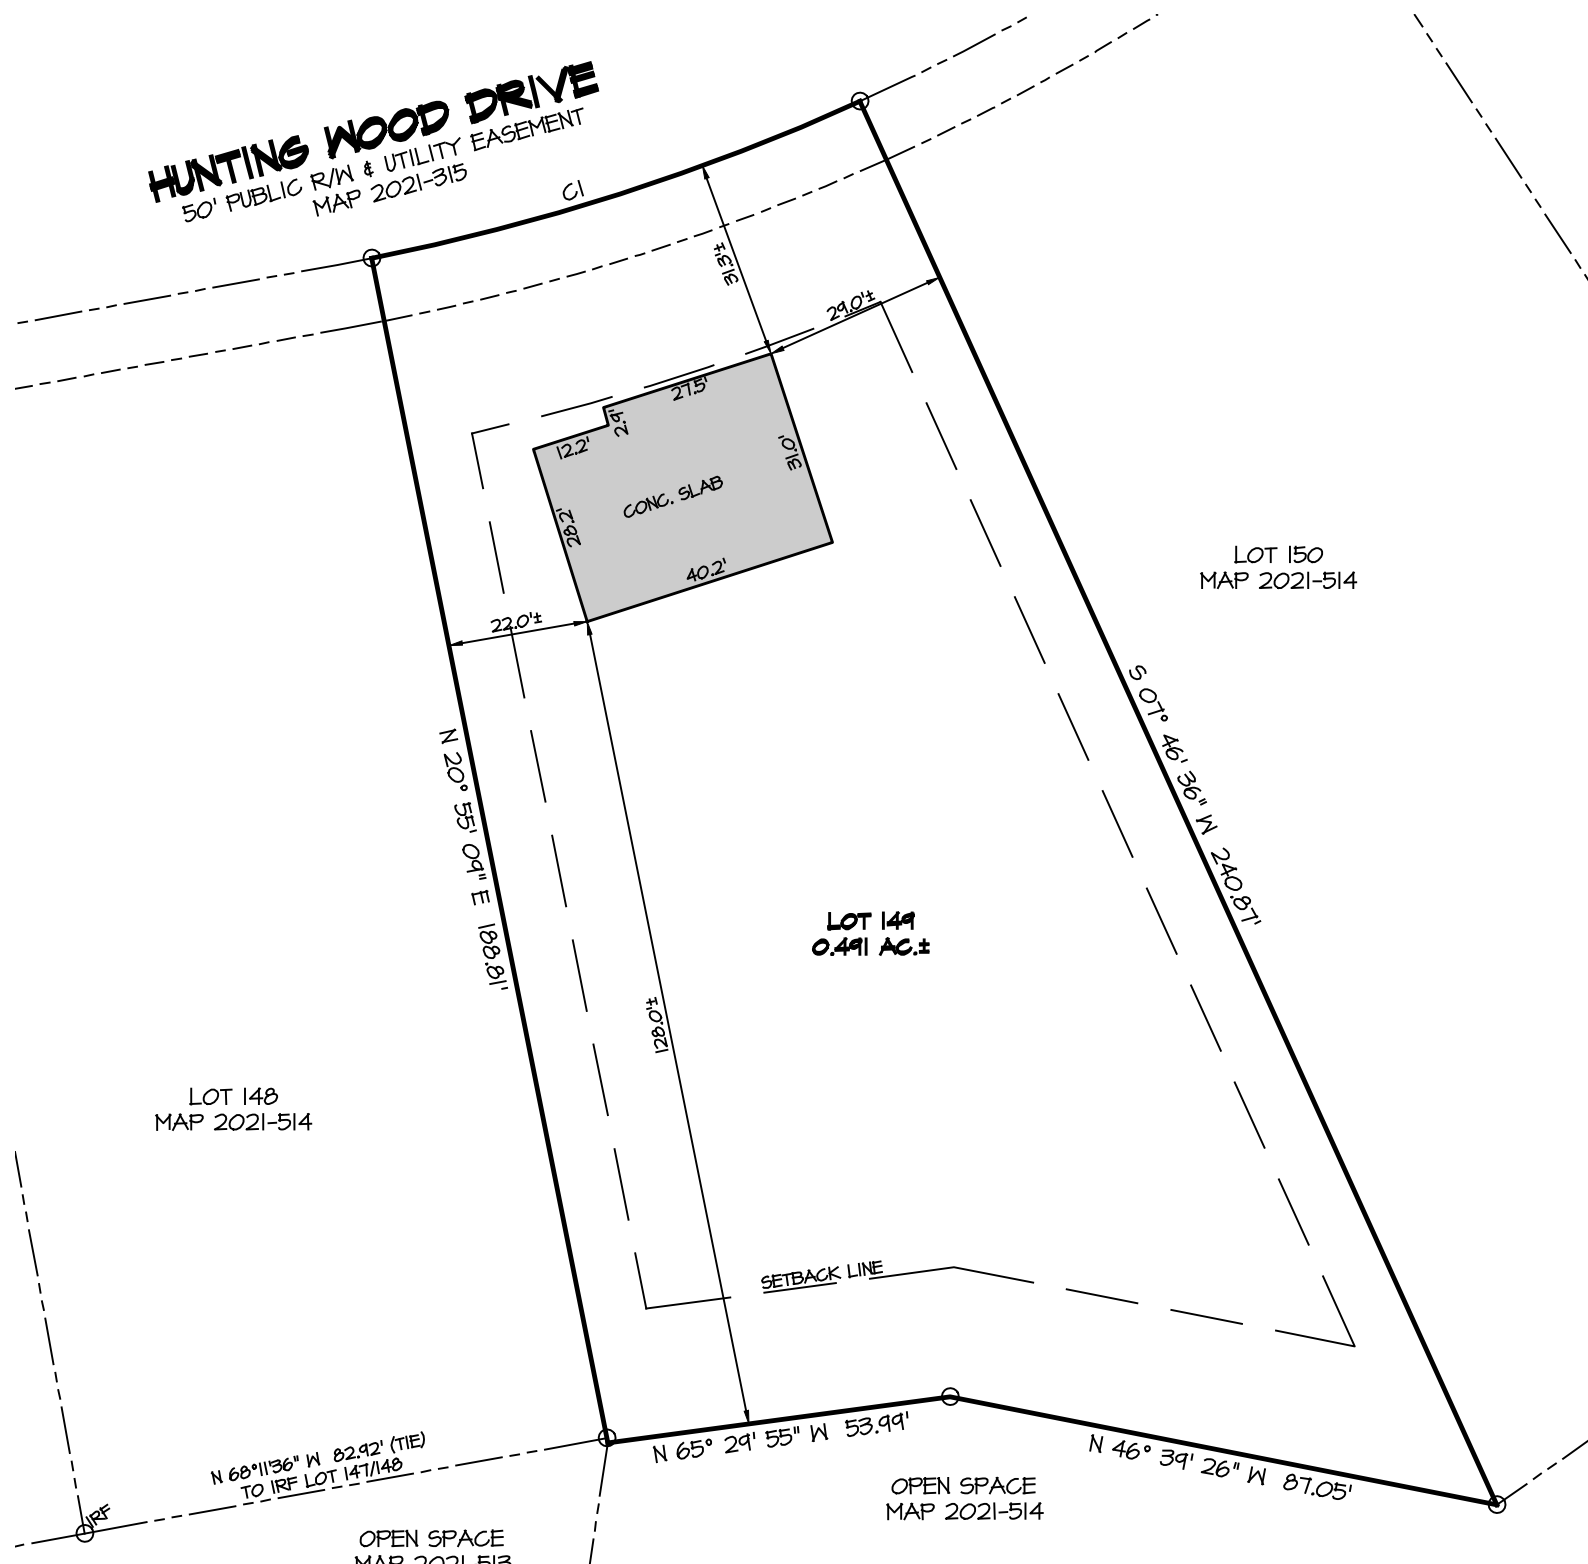 HUNTING WOOD DRIVE
50' PUBLIC R/W & UTILITY EASEMENT
MAP 2021-315
C1
31.3'±
29.0'±
27.5'
2.9'
12.2'
31.0'
CONC. SLAB
28.2'
40.2'
22.0'±
LOT 150
MAP 2021-514
S 07° 46' 36" W 240.87'
N 20° 55' 09" E 188.81'
LOT 149
0.491 AC.±
128.0'±
LOT 148
MAP 2021-514
SETBACK LINE
N 65° 29' 55" W 53.99'
N 46° 39' 26" W 87.05'
N 68°11'36" W 82.92' (TIE)
TO IRF LOT 147/148
IRF
OPEN SPACE
MAP 2021-514
OPEN SPACE
MAP 2021-513